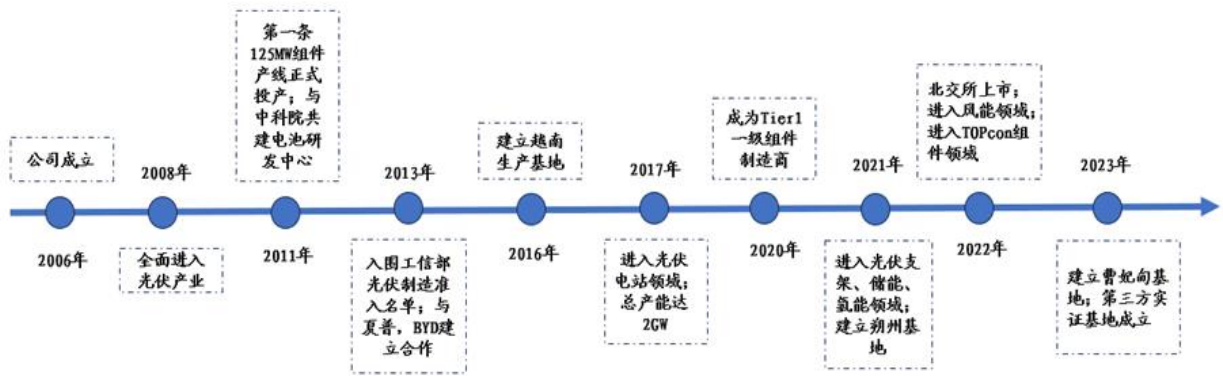 公司成立
2006年
2008年
全面进入
光伏产业
第一条
125MW组件
产线正式
投产；与
中科院共
建电池研
发中心
2011年
2013年
入围工信部
光伏制造准
入名单；与
夏普，BYD建
立合作
建立越南
生产基地
2016年
2017年
进入光伏
电站领域；
总产能达
2GW
成为Tier1
一级组件
制造商
2020年
2021年
进入光伏支
架、储能、
氢能领域；
建立朔州基
地
北交所上市；
进入风能领域；
进入TOPcon组
件领域
2022年
2023年
建立曹妃甸基
地；第三方实
证基地成立